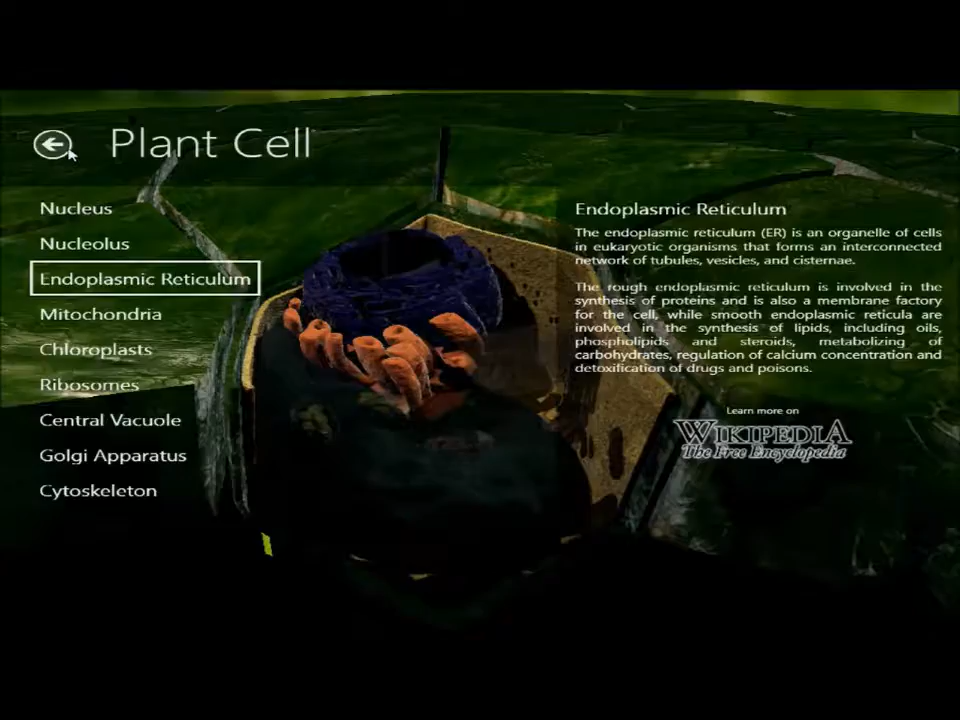 Plant Cell
Nucleus
Nucleolus
Endoplasmic Reticulum
Mitochondria
Chloroplasts
Ribosomes
Central Vacuole
Golgi Apparatus
Cytoskeleton
Endoplasmic Reticulum
The endoplasmic reticulum (ER) is an organelle of cells
in eukaryotic organisms that forms an interconnected
network of tubules, vesicles, and cisternae.
The rough endoplasmic reticulum is involved in the
synthesis of proteins and is also a membrane factory
for the cell, while smooth endoplasmic reticula are
involved in the synthesis of lipids, including oils,
phospholipids and steroids, metabolizing of
carbohydrates, regulation of calcium concentration and
detoxification of drugs and poisons.
Learn more on
WIKIPEDIA
The Free Encyclopedia